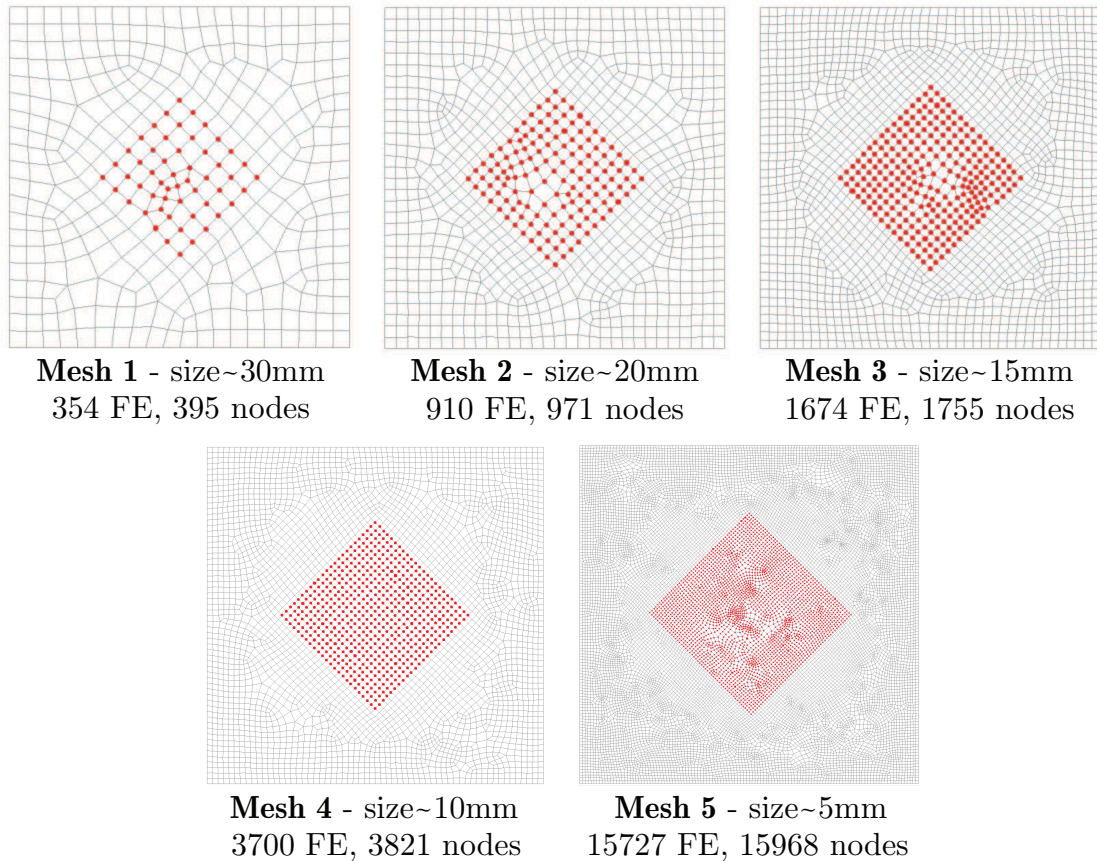 Mesh 1 - size~30mm
354 FE, 395 nodes
Mesh 2 - size~20mm
910 FE, 971 nodes
Mesh 3 - size~15mm
1674 FE, 1755 nodes
Mesh 4 - size~10mm
3700 FE, 3821 nodes
Mesh 5 - size~5mm
15727 FE, 15968 nodes